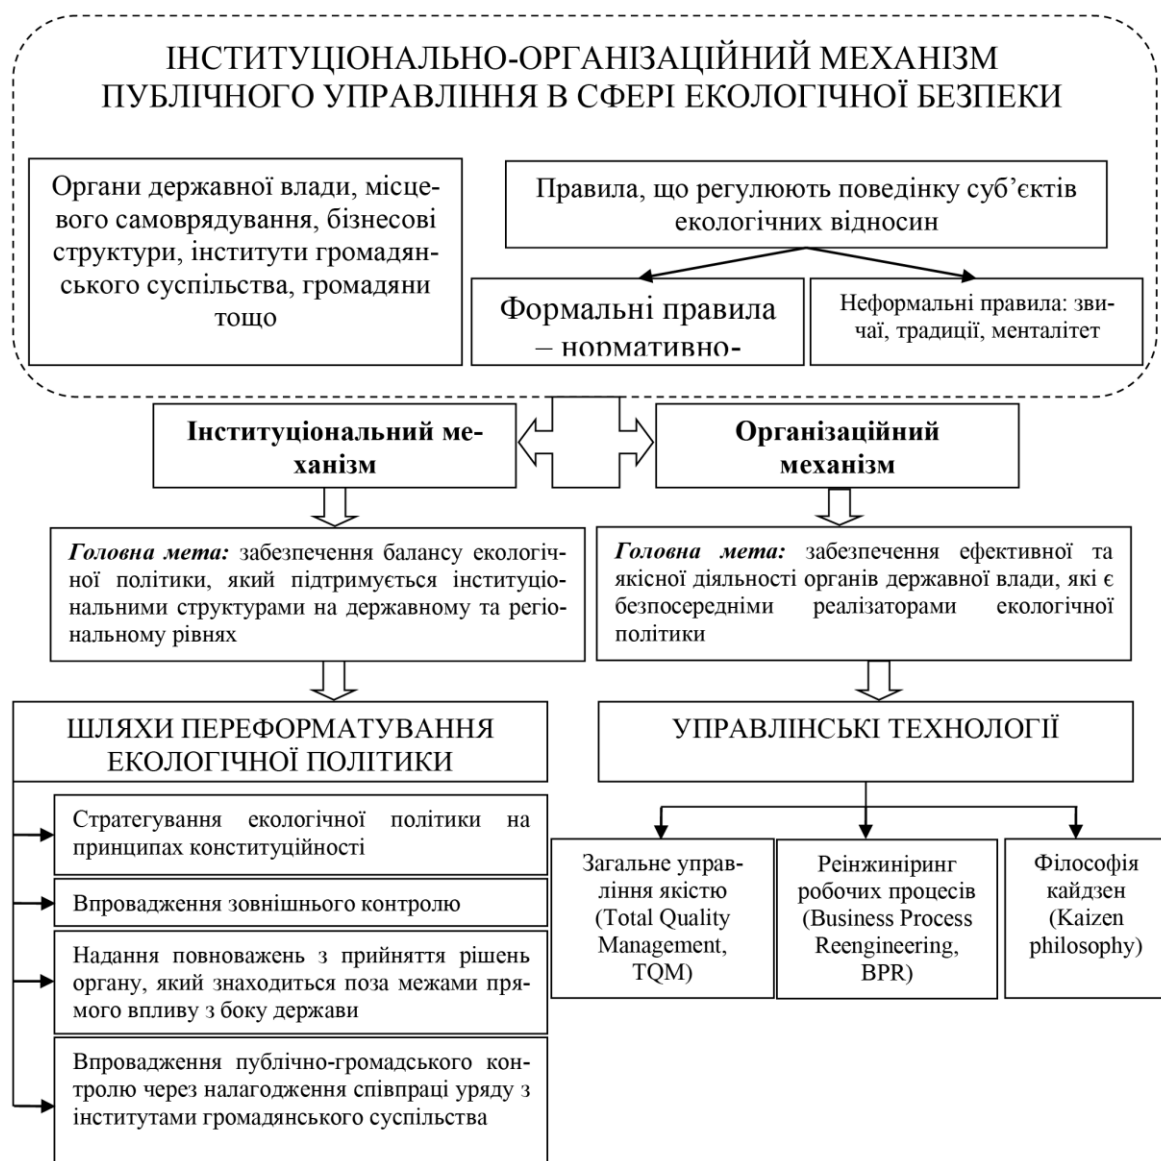 ІНСТИТУЦІОНАЛЬНО-ОРГАНІЗАЦІЙНИЙ МЕХАНІЗМ
ПУБЛІЧНОГО УПРАВЛІННЯ В СФЕРІ ЕКОЛОГІЧНОЇ БЕЗПЕКИ
Органи державної влади, місце-
вого самоврядування, бізнесові
структури, інститути громадян-
ського суспільства, громадяни
тощо
Правила, що регулюють поведінку суб’єктів
екологічних відносин
Формальні правила
– нормативно-
Неформальні правила: зви-
чаї, традиції, менталітет
Інституціональний ме-
ханізм
Організаційний
механізм
Головна мета: забезпечення балансу екологіч-
ної політики, який підтримується інституціо-
нальними структурами на державному та регіо-
нальному рівнях
Головна мета: забезпечення ефективної та
якісної діяльності органів державної влади, які є
безпосередніми реалізаторами екологічної
політики
ШЛЯХИ ПЕРЕФОРМАТУВАННЯ
ЕКОЛОГІЧНОЇ ПОЛІТИКИ
Стратегування екологічної політики на
принципах конституційності
Впровадження зовнішнього контролю
Надання повноважень з прийняття рішень
органу, який знаходиться поза межами пря-
мого впливу з боку держави
Впровадження публічно-громадського кон-
тролю через налагодження співпраці уряду з
інститутами громадянського суспільства
УПРАВЛІНСЬКІ ТЕХНОЛОГІЇ
Загальне управ-
ління якістю
(Total Quality
Management,
TQM)
Реінжиніринг
робочих процесів
(Business Process
Reengineering,
BPR)
Філософія
кайдзен
(Kaizen
philosophy)